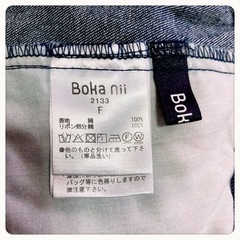 Boka nii
2133
F
表地 綿 100%
リボン部分 綿 100%
●他のものと分けて洗って下さ
い。(単品洗い)
バッグ等に色移りしますので
御注意下さい。
Bok